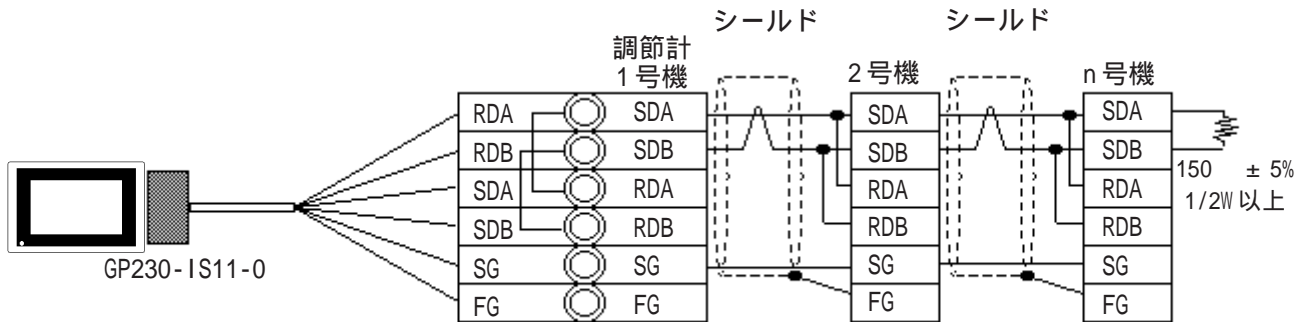 シールド
シールド
調節計
1号機
2号機
n号機
RDA
SDA
RDB
SDB
SDA
RDA
SDB
RDB
SG
SG
FG
FG
SDA
SDB
RDA
RDB
SG
FG
SDA
SDB
RDA
RDB
SG
FG
150 ± 5%
1/2W以上
GP230-IS11-O